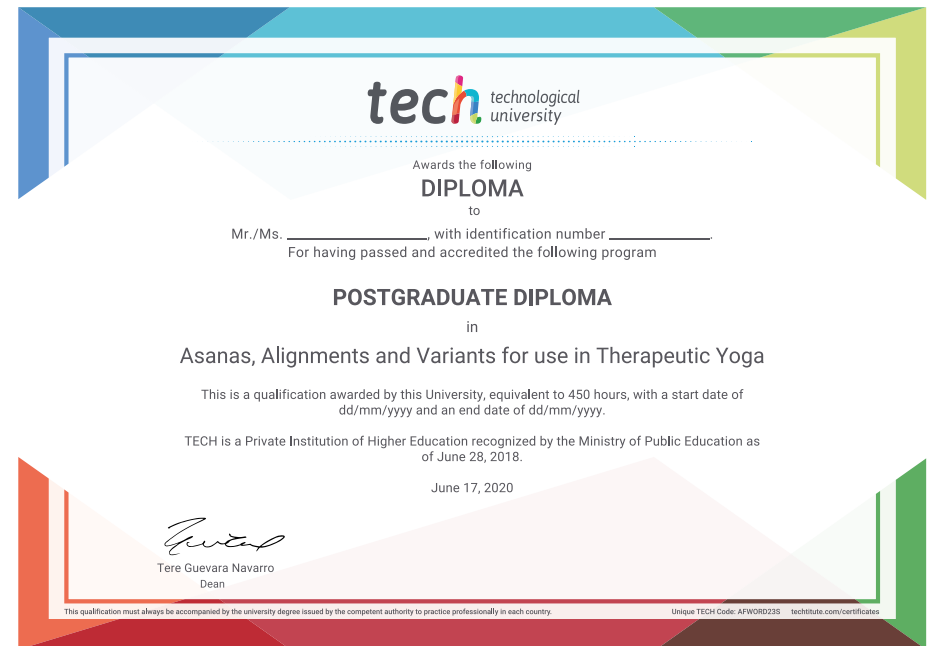 tech technological
university
Awards the following
DIPLOMA
to
Mr./Ms. ____________________, with identification number ______________.
For having passed and accredited the following program
POSTGRADUATE DIPLOMA
in
Asanas, Alignments and Variants for use in Therapeutic Yoga
This is a qualification awarded by this University, equivalent to 450 hours, with a start date of
dd/mm/yyyy and an end date of dd/mm/yyyy.
TECH is a Private Institution of Higher Education recognized by the Ministry of Public Education as
of June 28, 2018.
June 17, 2020
Tere Guevara Navarro
Dean
This qualification must always be accompanied by the university degree issued by the competent authority to practice professionally in each country.
Unique TECH Code: AFWORD23S techtitute.com/certificates